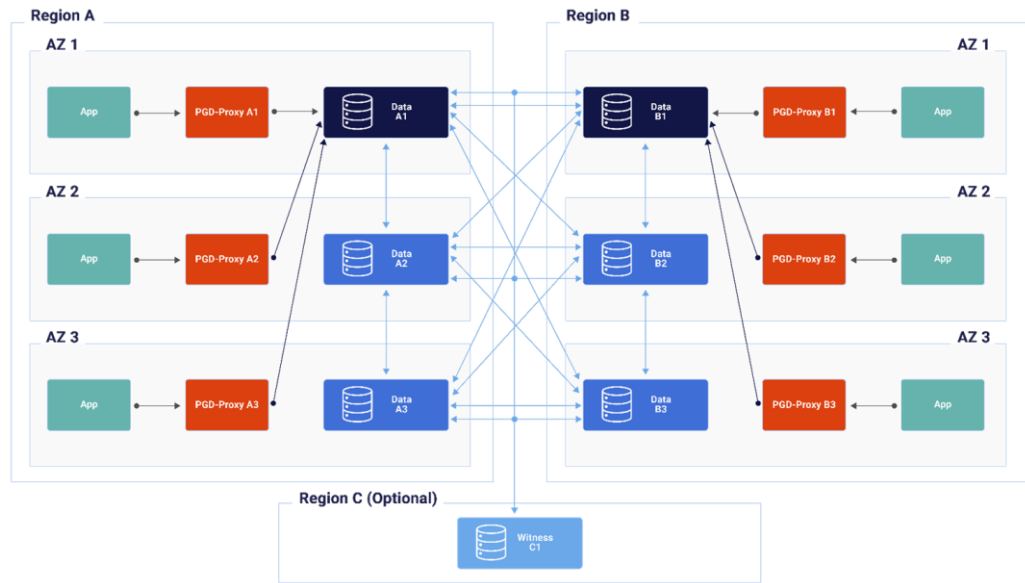 Region A
Region B
AZ 1
AZ 1
App
PGD-Proxy A1
Data
A1
Data
B1
PGD-Proxy B1
App
AZ 2
AZ 2
App
PGD-Proxy A2
Data
A2
Data
B2
PGD-Proxy B2
App
AZ 3
AZ 3
App
PGD-Proxy A3
Data
A3
Data
B3
PGD-Proxy B3
App
Region C (Optional)
Witness
C1